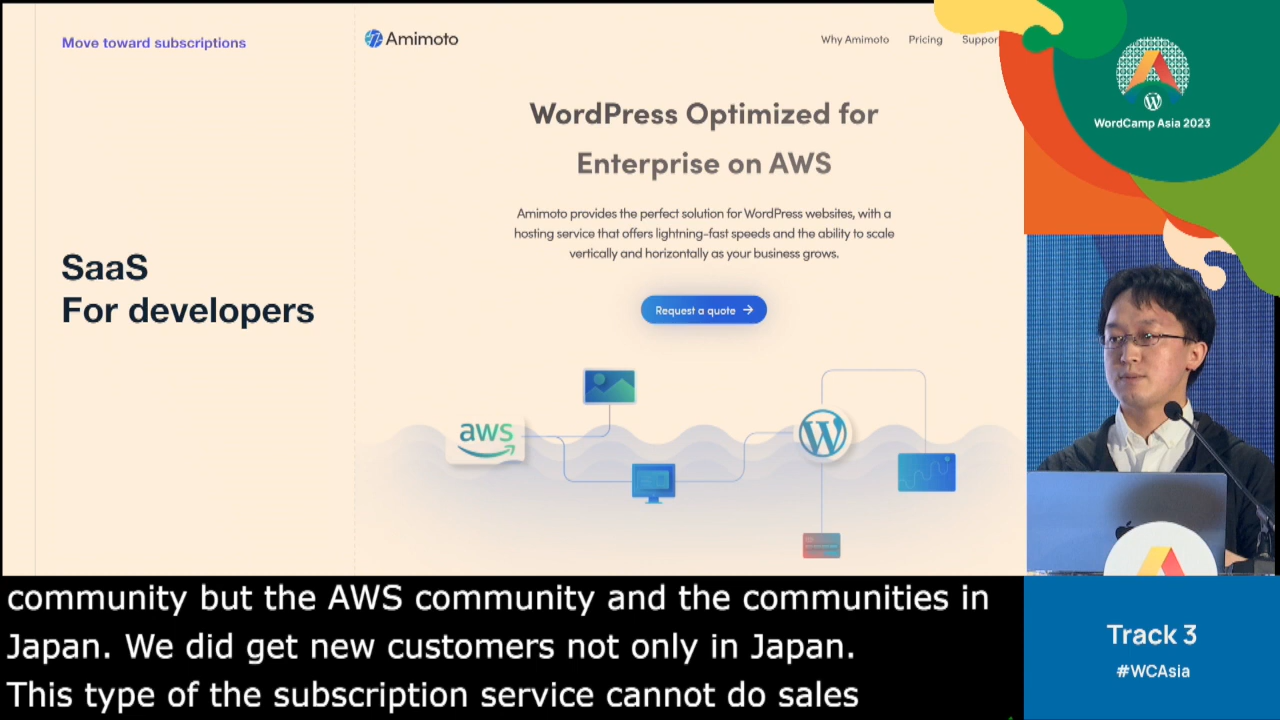 Move toward subscriptions
SaaS
For developers
Amimoto
Why Amimoto Pricing Suppor
WordPress Optimized for
Enterprise on AWS
Amimoto provides the perfect solution for WordPress websites, with a
hosting service that offers lightning-fast speeds and the ability to scale
vertically and horizontally as your business grows.
Request a quote →
aws
WordCamp Asia 2023
community but the AWS community and the communities in
Japan. We did get new customers not only in Japan.
This type of the subscription service cannot do sales
Track 3
#WCAsia